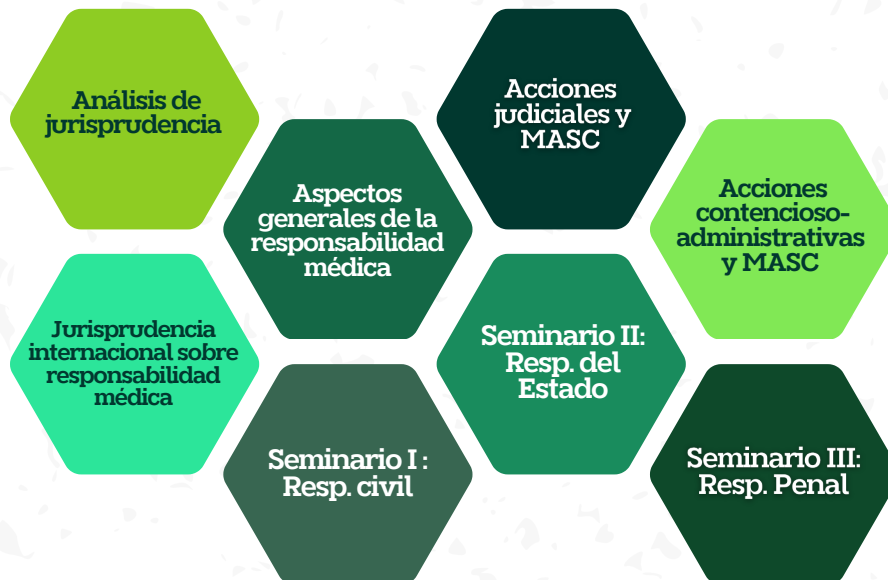 Análisis de
jurisprudencia
Acciones
judiciales y
MASC
Aspectos
generales de la
responsabilidad
médica
Acciones
contencioso-
administrativas
y MASC
Jurisprudencia
internacional sobre
responsabilidad
médica
Seminario II:
Resp. del
Estado
Seminario I :
Resp. civil
Seminario III:
Resp. Penal